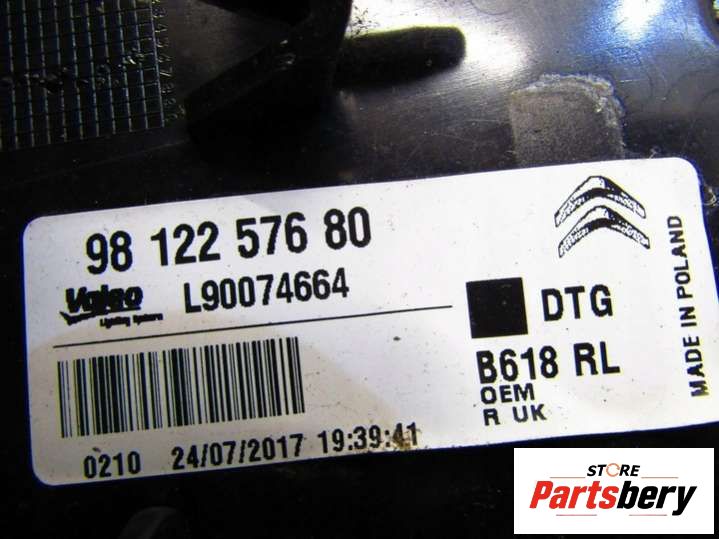 98 122 576 80
Valeo
Lighting Systems
L90074664
DTG
B618 RL
OEM
R UK
MADE IN POLAND
0210 24/07/2017 19:39:41
STORE
Partsbery